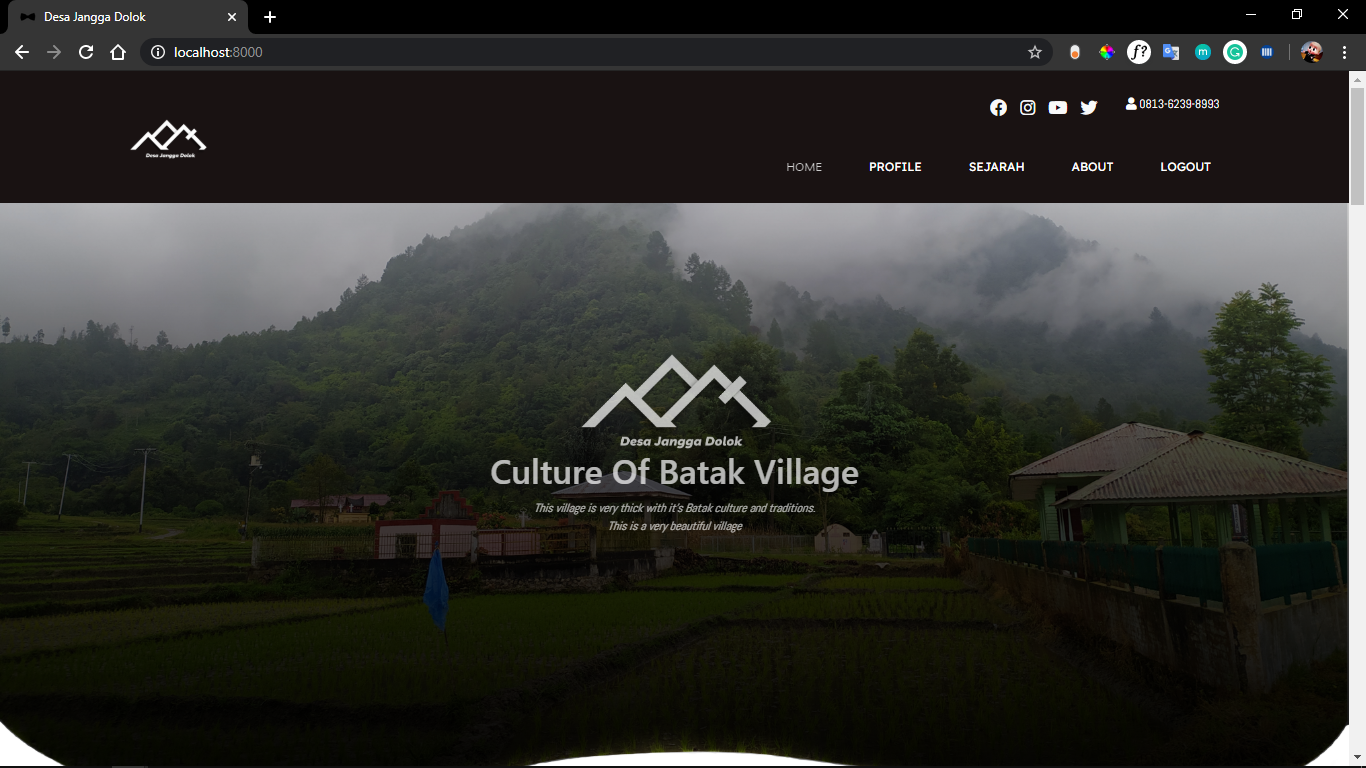 Desa Jangga Dolok
localhost:8000
0813-6239-8993
Desa Jangga Dolok
HOME PROFILE SEJARAH ABOUT LOGOUT
Desa Jangga Dolok
Culture Of Batak Village
This village is very thick with it's Batak culture and traditions.
This is a very beautiful village